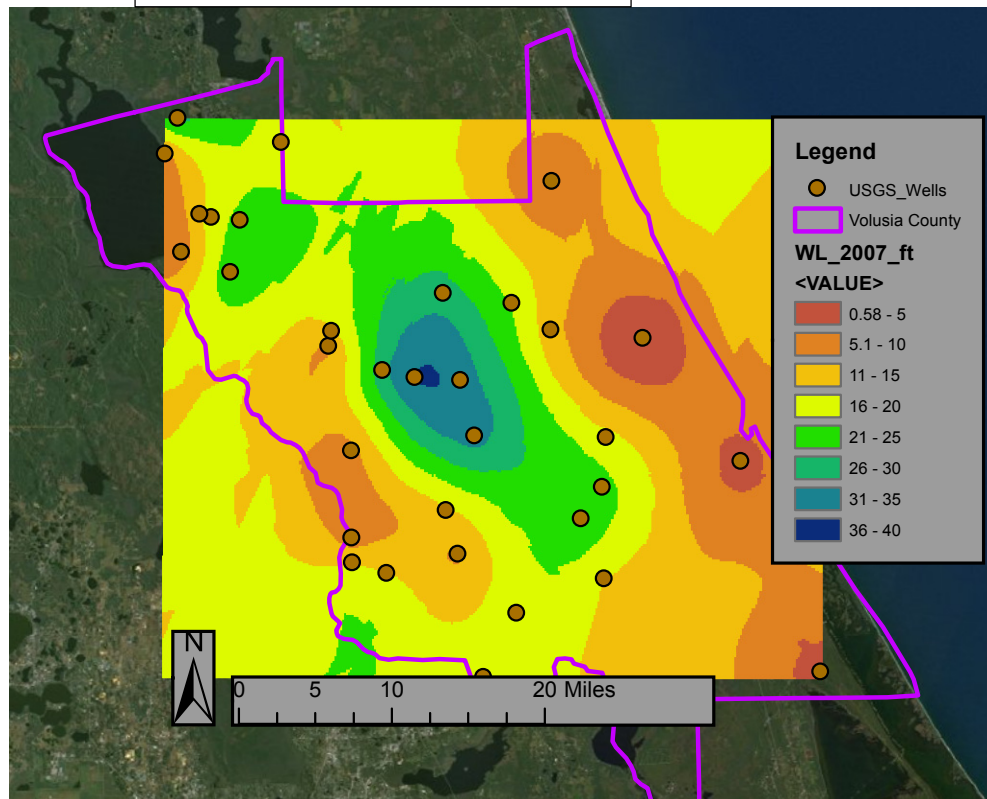 Legend
USGS_Wells
Volusia County
WL_2007_ft
<VALUE>
0.58 - 5
5.1 - 10
11 - 15
16 - 20
21 - 25
26 - 30
31 - 35
36 - 40
N
0 5 10 20 Miles